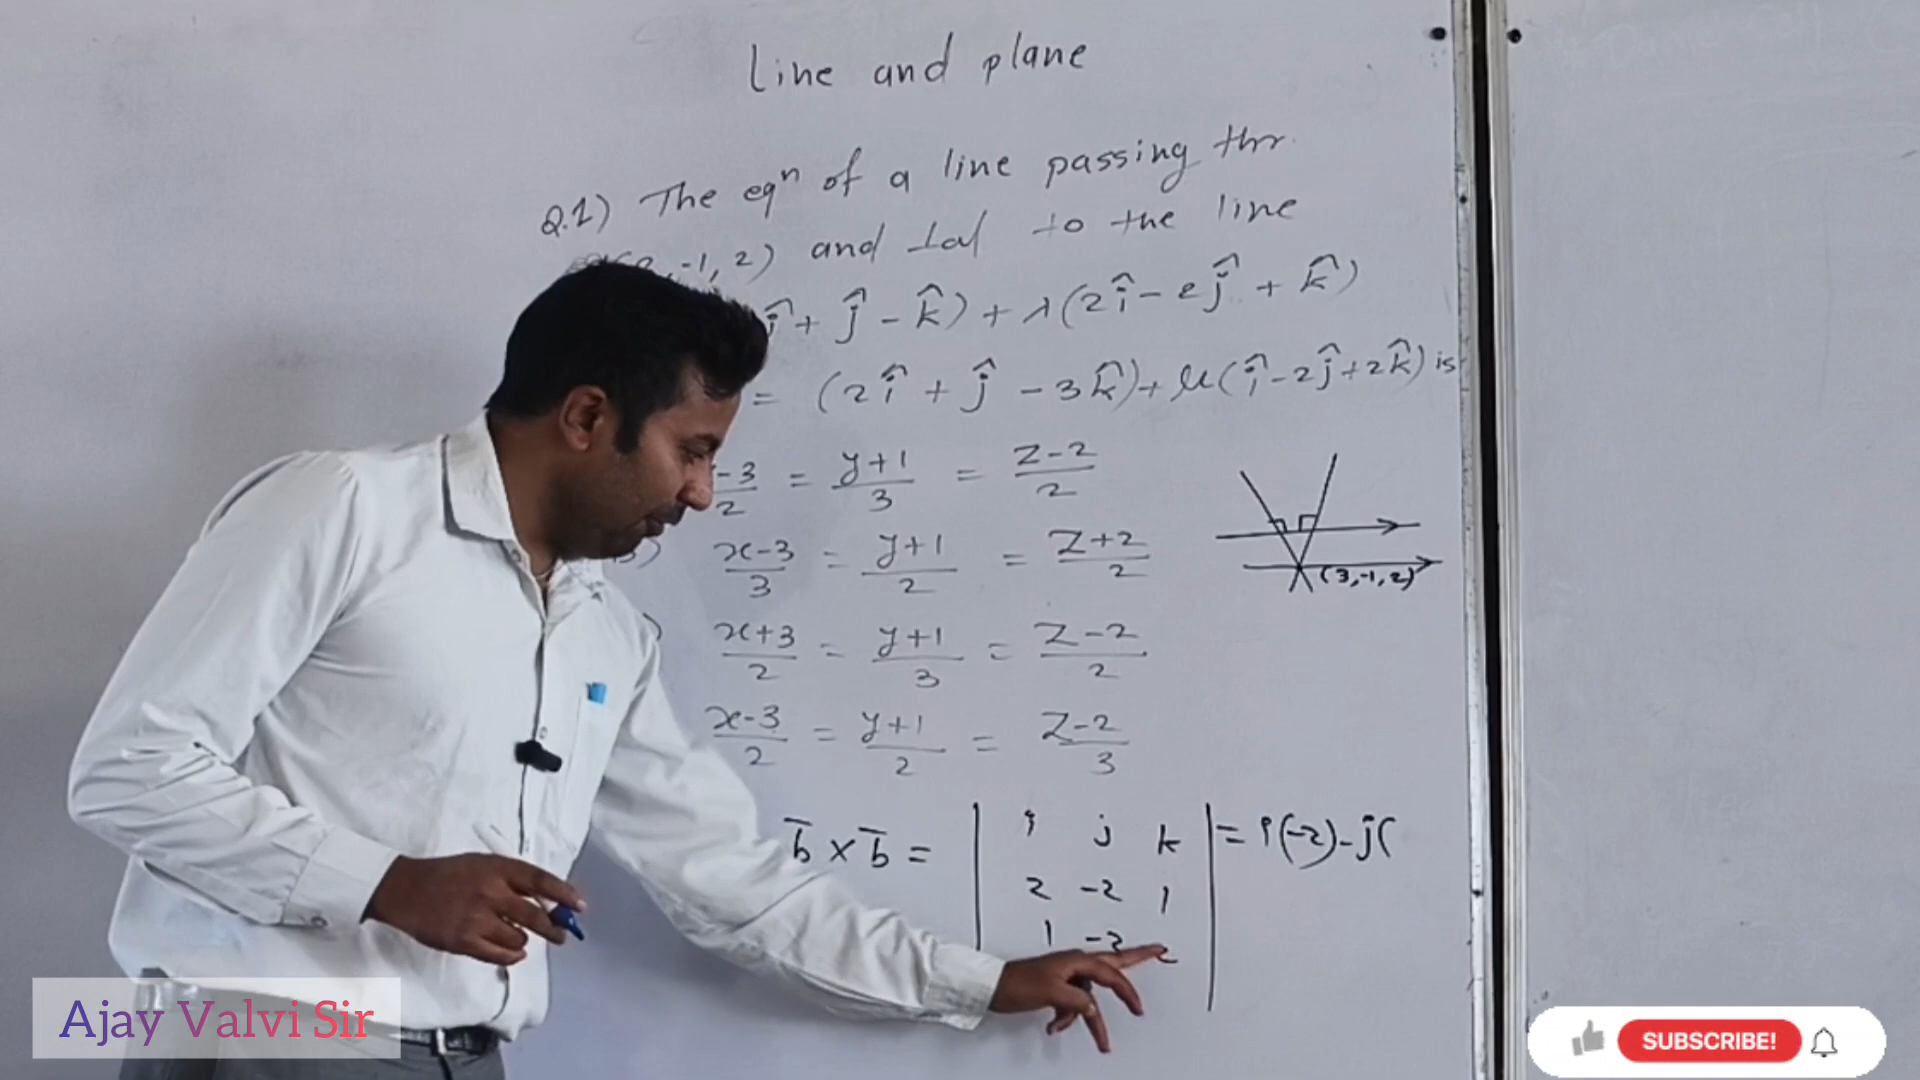 Line and plane
Q.1) The eqⁿ of a line passing thr.
, -1, 2) and ⊥al to the line
î + ĵ - k̂) + λ(2î - 2ĵ + k̂)
= (2î + ĵ - 3k̂) + μ(î - 2ĵ + 2k̂) is
-3/2 = y+1/3 = z-2/2
x-3/3 = y+1/2 = z+2/2
x+3/2 = y+1/3 = z-2/2
x-3/2 = y+1/2 = z-2/3
(3,-1,2)
b̄ × b̄ = | i j k | = i(-2)-j(
2 -2 1
1 -2 2
Ajay Valvi Sir
SUBSCRIBE!